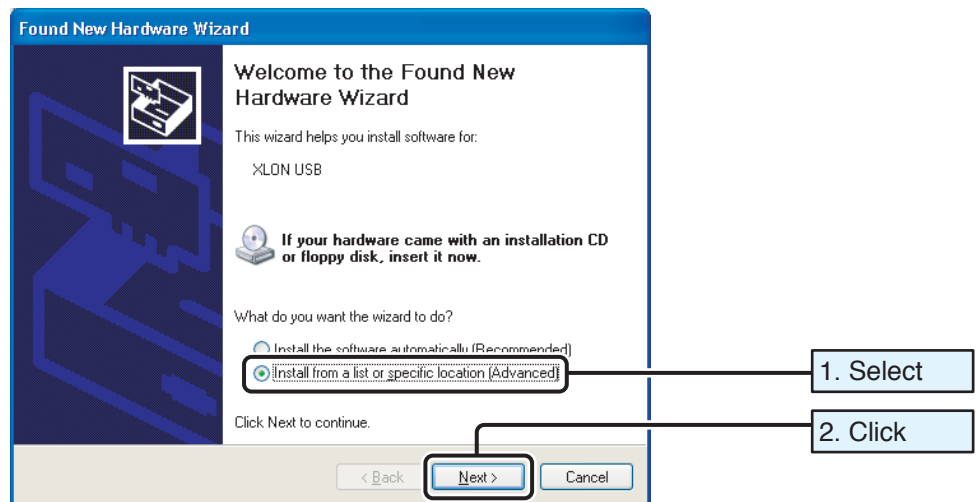 Found New Hardware Wizard
Welcome to the Found New
Hardware Wizard
This wizard helps you install software for:
XLON USB
If your hardware came with an installation CD
or floppy disk, insert it now.
What do you want the wizard to do?
Install the software automatically (Recommended)
Install from a list or specific location (Advanced)
1. Select
Click Next to continue.
2. Click
< Back
Next >
Cancel